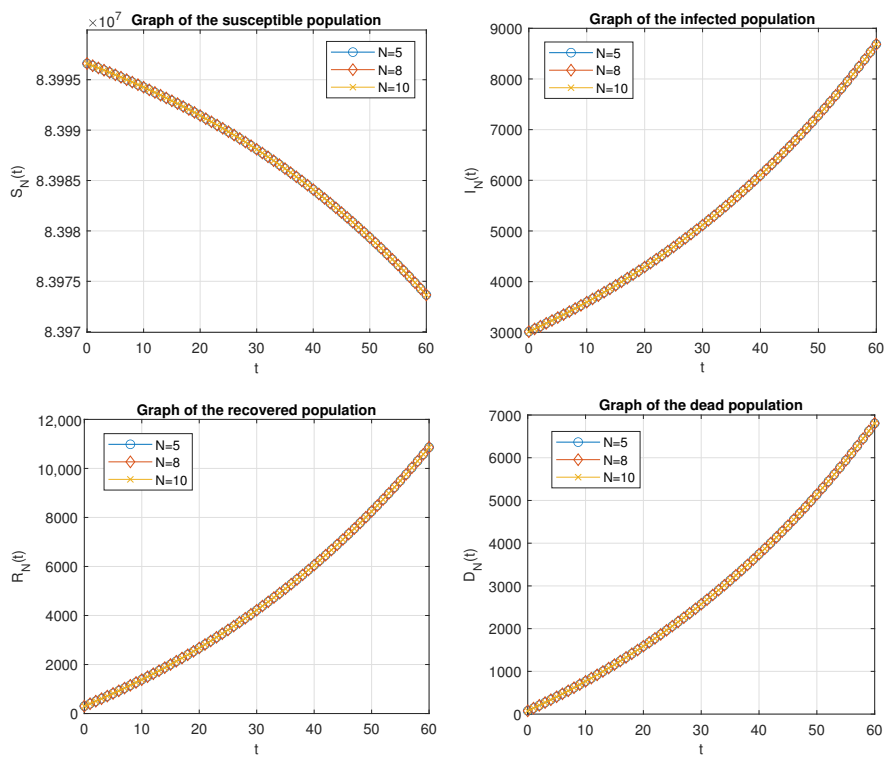 Graph of the susceptible population
×10^7
8.3995
8.399
8.3985
8.398
8.3975
8.397
S_N(t)
0 10 20 30 40 50 60
t
N=5
N=8
N=10
Graph of the infected population
9000
8000
7000
6000
5000
4000
3000
I_N(t)
0 10 20 30 40 50 60
t
N=5
N=8
N=10
Graph of the recovered population
12,000
10,000
8000
6000
4000
2000
0
R_N(t)
0 10 20 30 40 50 60
t
N=5
N=8
N=10
Graph of the dead population
7000
6000
5000
4000
3000
2000
1000
0
D_N(t)
0 10 20 30 40 50 60
t
N=5
N=8
N=10